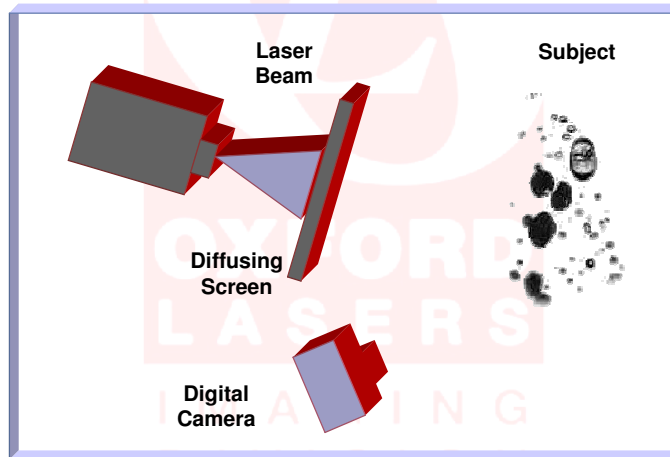 Laser
Beam
Subject
Diffusing
Screen
Digital
Camera
OXFORD
LASERS
IMAGING